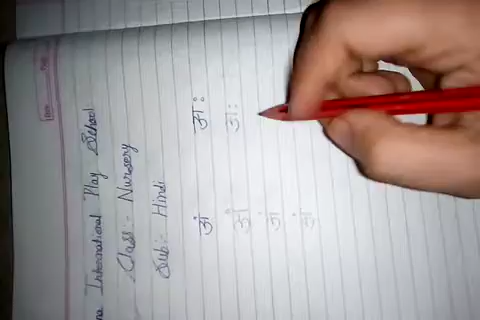 International Play School
Class:- Nursery
Sub:- Hindi
अं अः
अं अः
अं
अं